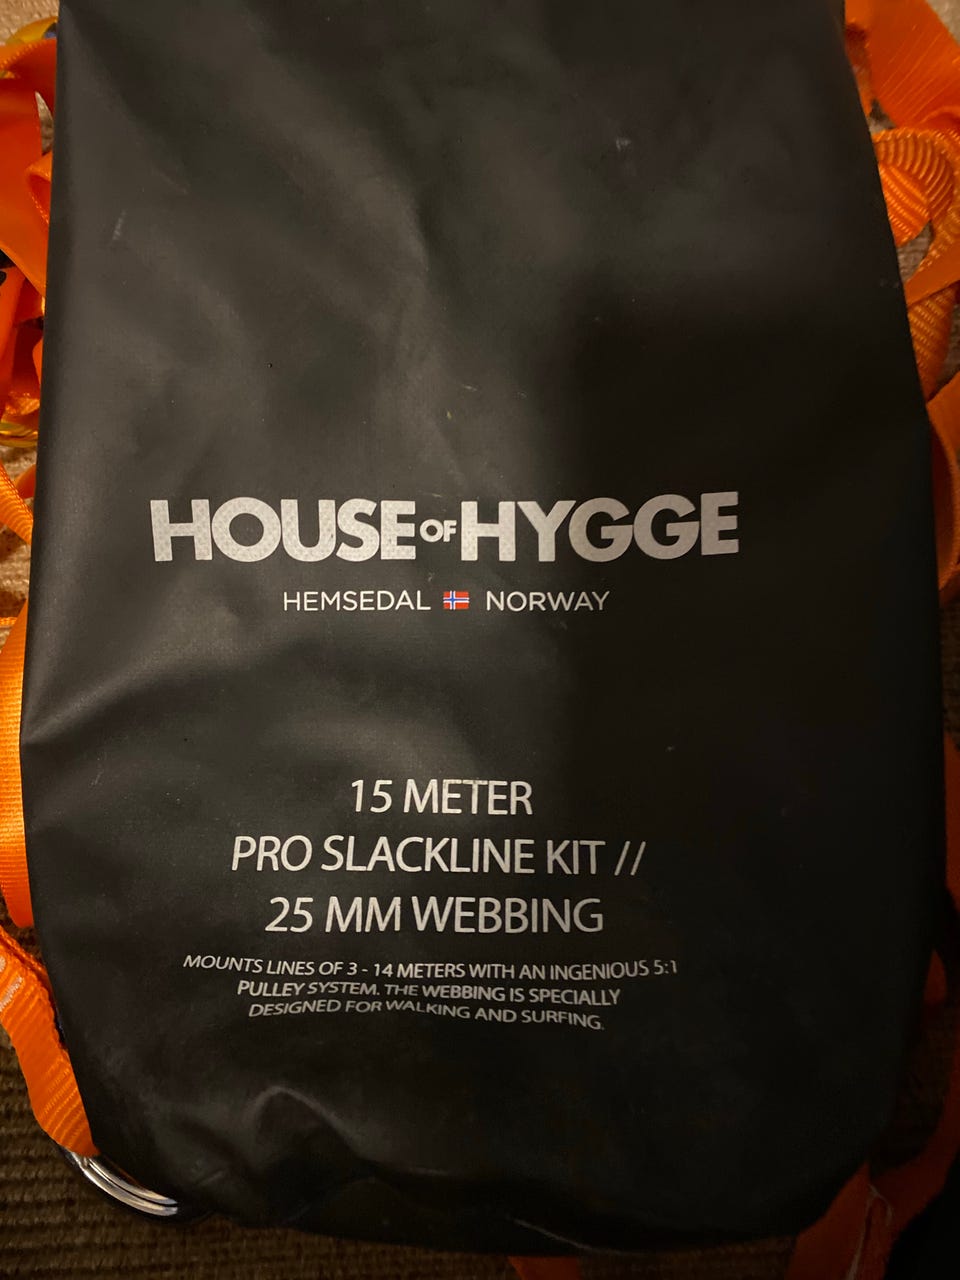 HOUSE OF HYGGE
HEMSEDAL NORWAY
15 METER
PRO SLACKLINE KIT //
25 MM WEBBING
MOUNTS LINES OF 3 - 14 METERS WITH AN INGENIOUS 5:1
PULLEY SYSTEM. THE WEBBING IS SPECIALLY
DESIGNED FOR WALKING AND SURFING.